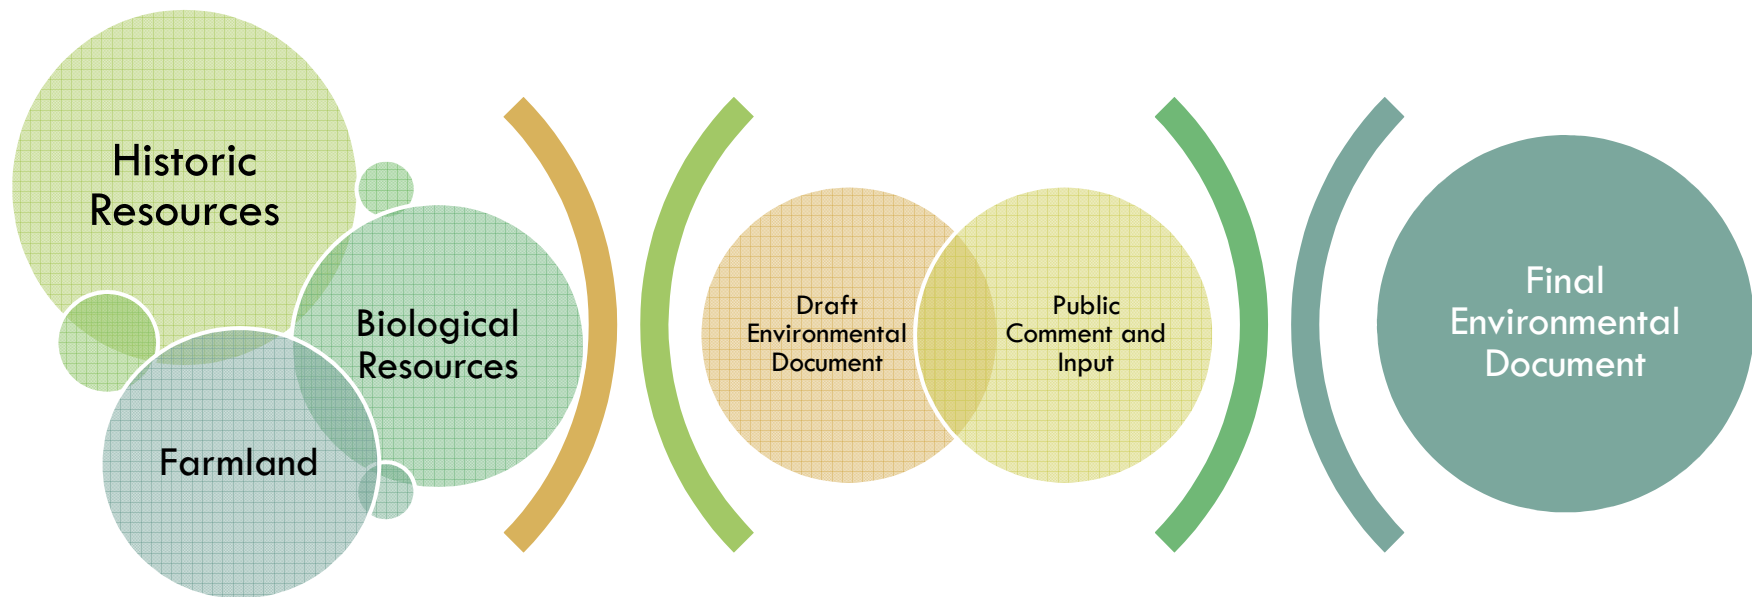 Historic
Resources
Biological
Resources
Farmland
Draft
Environmental
Document
Public
Comment and
Input
Final
Environmental
Document